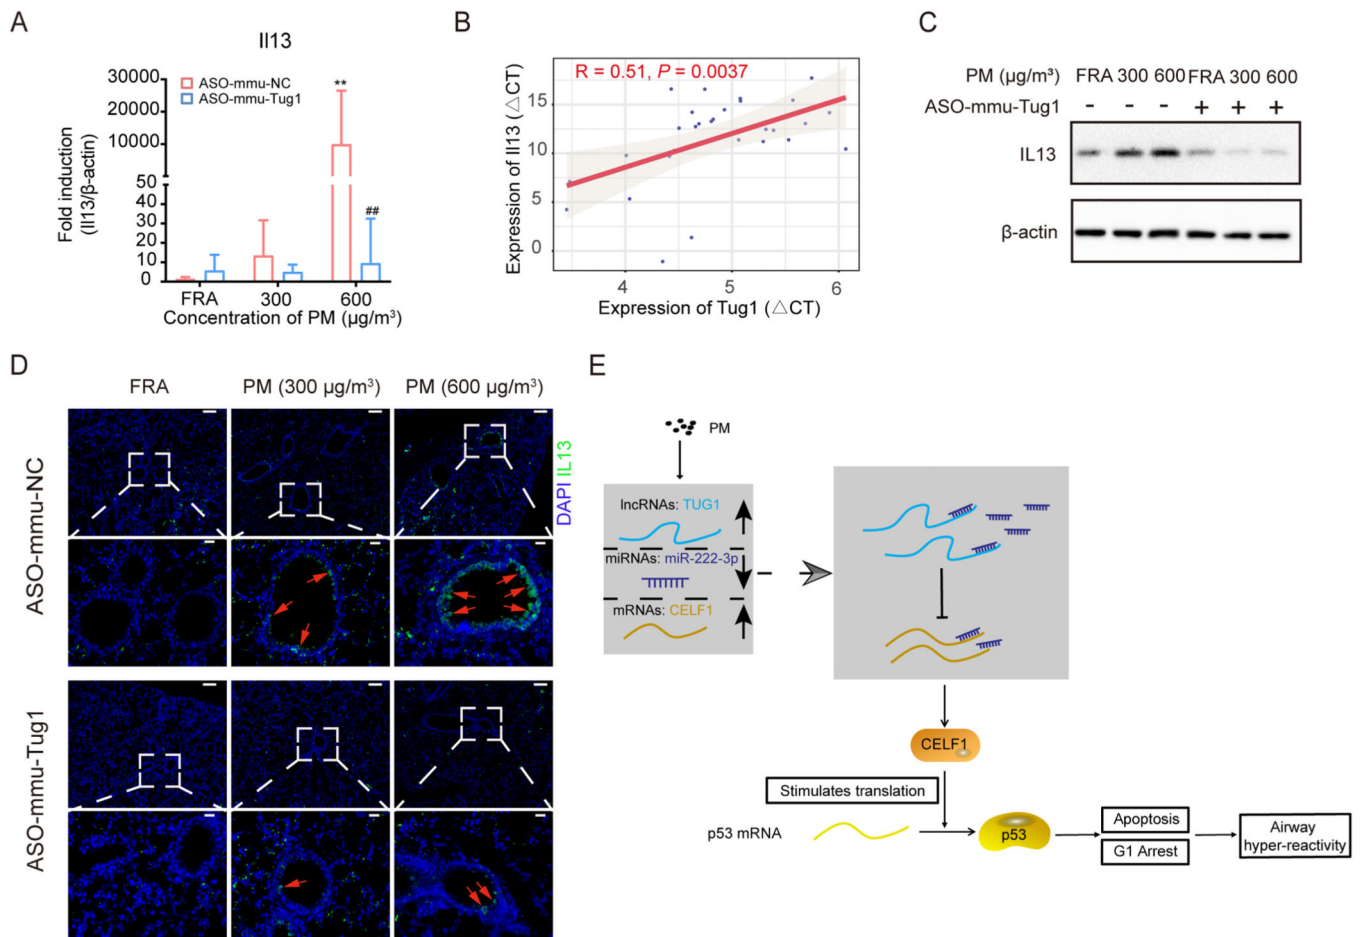 A
Il13
ASO-mmu-NC
ASO-mmu-Tug1
**
##
30000
20000
10000
50
40
30
20
10
0
Fold induction
(Il13/β-actin)
FRA 300 600
Concentration of PM (µg/m³)
B
R = 0.51, P = 0.0037
15
10
5
0
Expression of Il13 (△CT)
4 5 6
Expression of Tug1 (△CT)
C
PM (µg/m³) FRA 300 600 FRA 300 600
ASO-mmu-Tug1 - - - + + +
IL13
β-actin
D
FRA PM (300 µg/m³) PM (600 µg/m³)
ASO-mmu-NC
ASO-mmu-Tug1
DAPI IL13
E
PM
lncRNAs: TUG1
miRNAs: miR-222-3p
mRNAs: CELF1
CELF1
Stimulates translation
p53 mRNA
p53
Apoptosis
G1 Arrest
Airway
hyper-reactivity